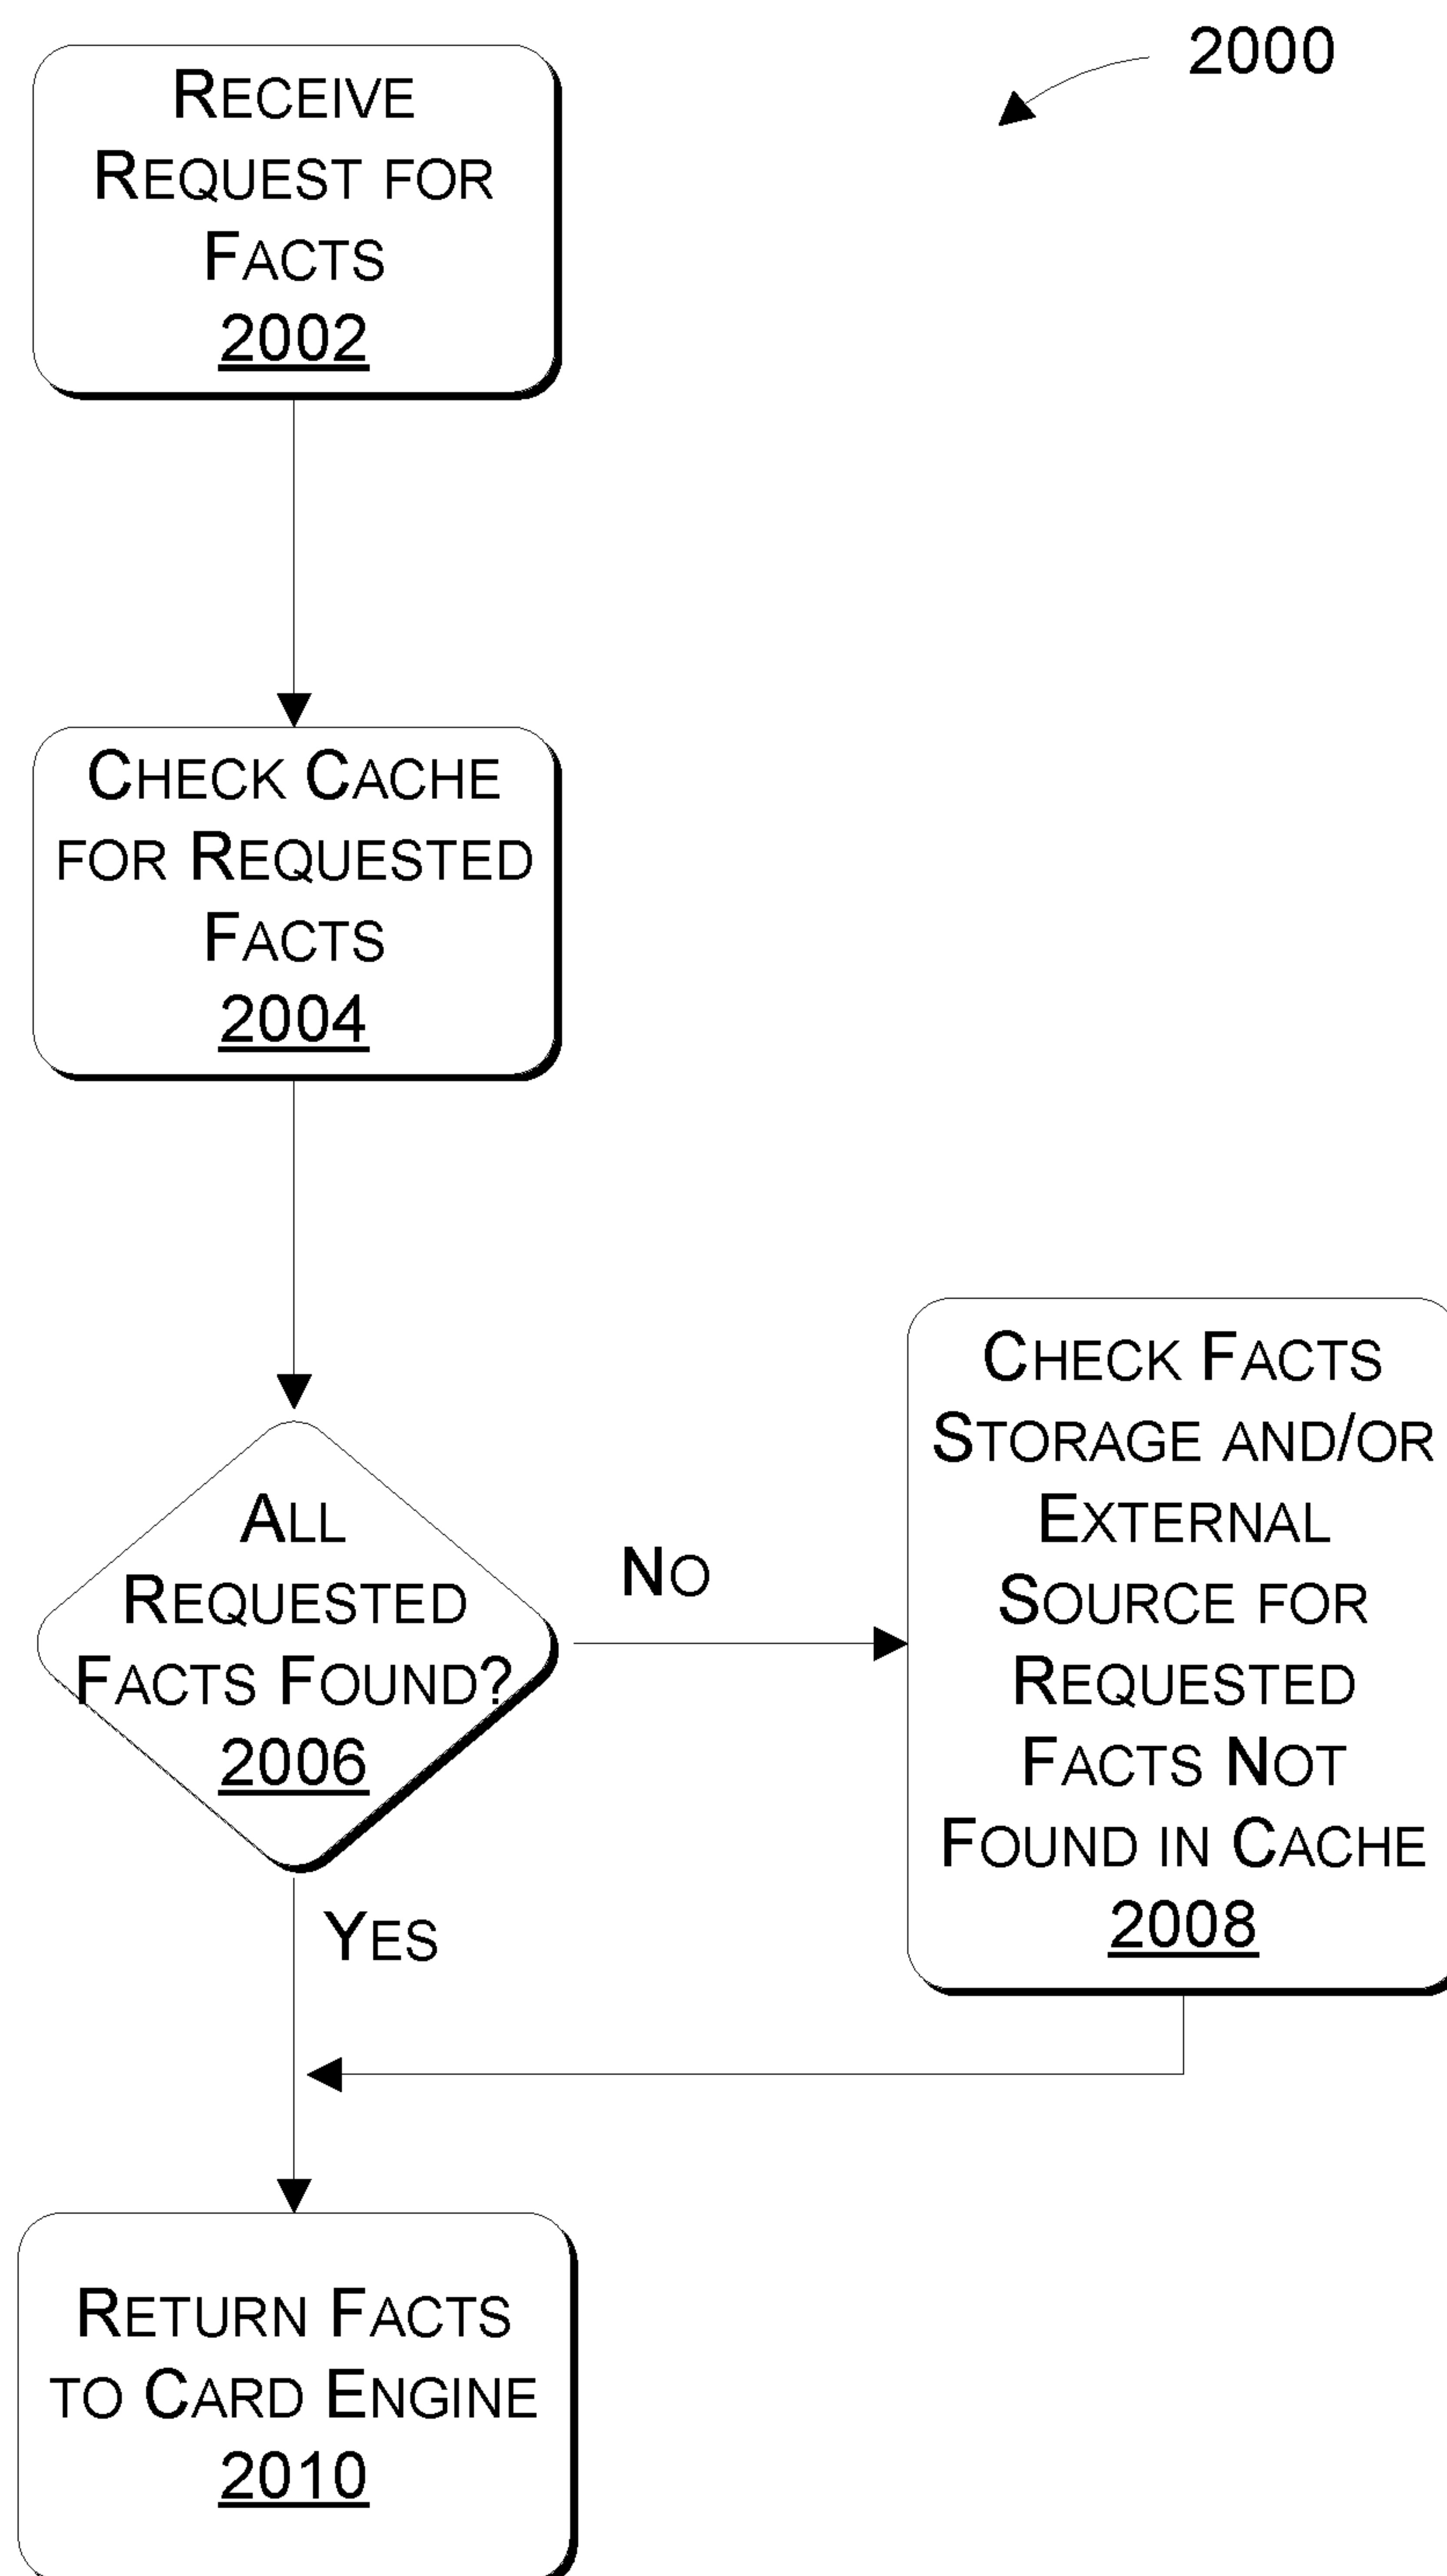 2000
RECEIVE
REQUEST FOR
FACTS
2002
CHECK CACHE
FOR REQUESTED
FACTS
2004
ALL
REQUESTED
FACTS FOUND?
2006
NO
CHECK FACTS
STORAGE AND/OR
EXTERNAL
SOURCE FOR
REQUESTED
FACTS NOT
FOUND IN CACHE
2008
YES
RETURN FACTS
TO CARD ENGINE
2010